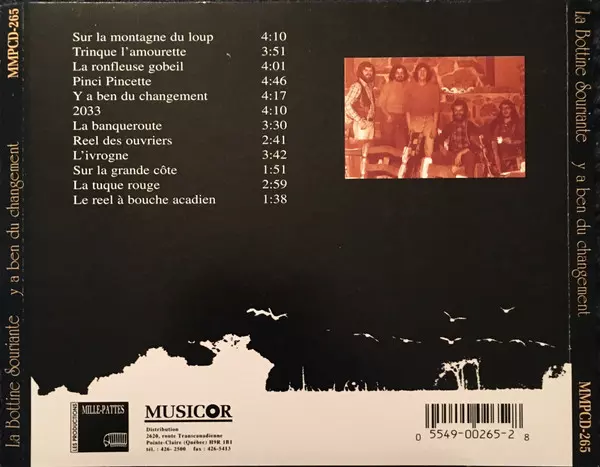 La Bottine Souriante y a ben du changement MMPCD-265
Sur la montagne du loup 4:10
Trinque l'amourette 3:51
La ronfleuse gobeil 4:01
Pinci Pincette 4:46
Y a ben du changement 4:17
2033 4:10
La banqueroute 3:30
Reel des ouvriers 2:41
L'ivrogne 3:42
Sur la grande côte 1:51
La tuque rouge 2:59
Le reel à bouche acadien 1:38
LES PRODUCTIONS
MILLE-PATTES
MUSICOR
Distribution
2620, route Transcanadienne
Pointe-Claire (Québec) H9R 1B1
tél. : 426- 2500 fax : 426-5413
0 5549-00265-2 8
La Bottine Souriante y a ben du changement MMPCD-265